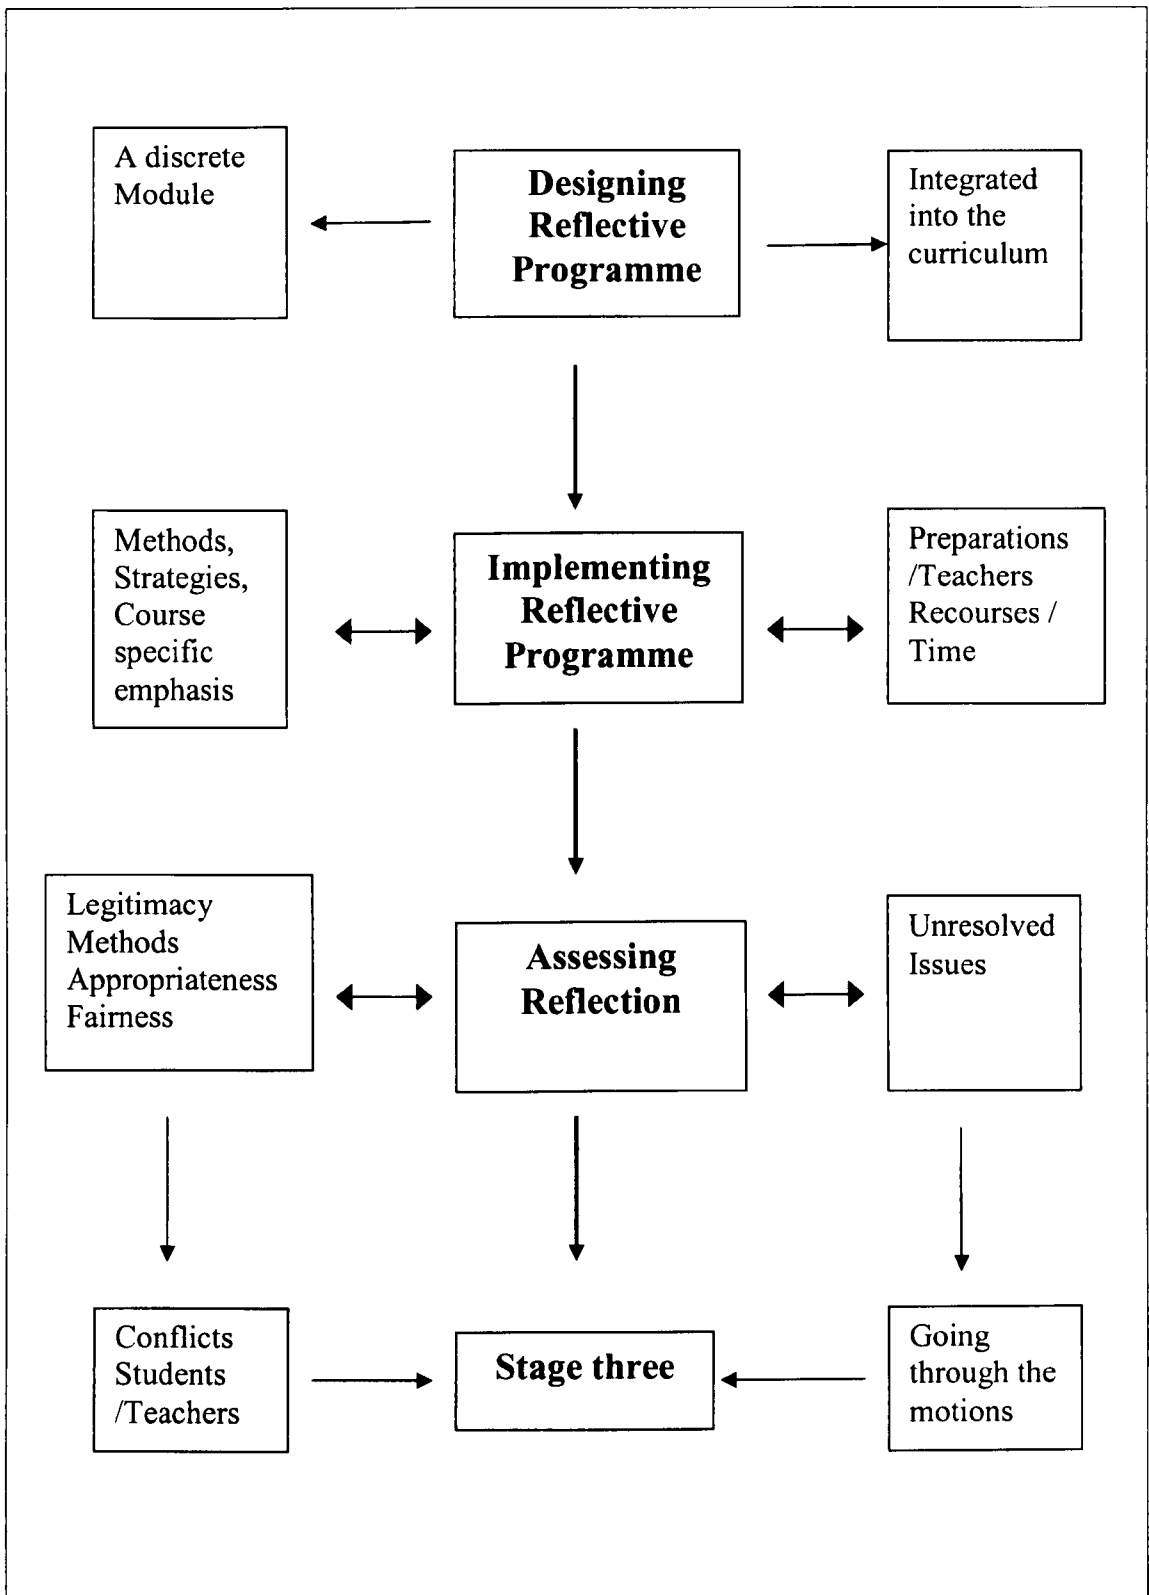 A discrete
Module
Designing
Reflective
Programme
Integrated
into the
curriculum
Methods,
Strategies,
Course
specific
emphasis
Implementing
Reflective
Programme
Preparations
/Teachers
Recourses /
Time
Legitimacy
Methods
Appropriateness
Fairness
Assessing
Reflection
Unresolved
Issues
Conflicts
Students
/Teachers
Stage three
Going
through the
motions